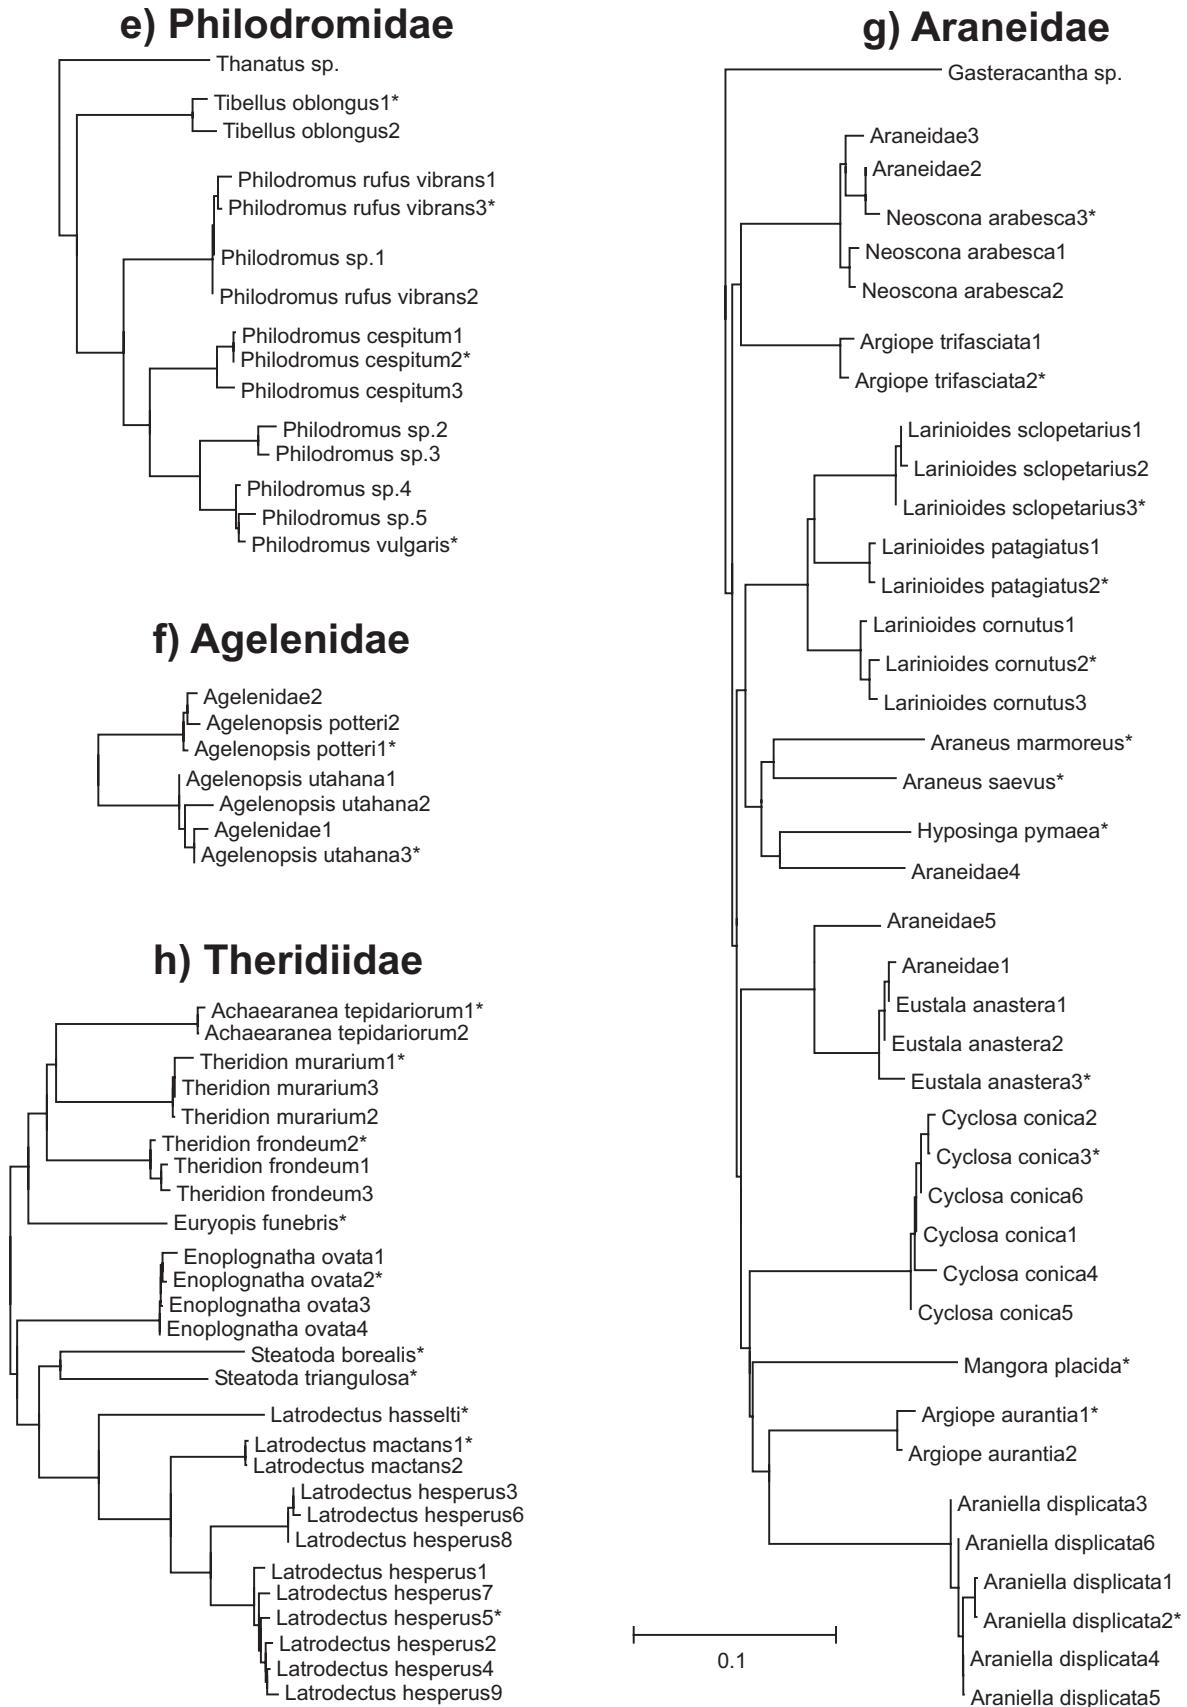 e) Philodromidae
Thanatus sp.
Tibellus oblongus1*
Tibellus oblongus2
Philodromus rufus vibrans1
Philodromus rufus vibrans3*
Philodromus sp.1
Philodromus rufus vibrans2
Philodromus cespitum1
Philodromus cespitum2*
Philodromus cespitum3
Philodromus sp.2
Philodromus sp.3
Philodromus sp.4
Philodromus sp.5
Philodromus vulgaris*
f) Agelenidae
Agelenidae2
Agelenopsis potteri2
Agelenopsis potteri1*
Agelenopsis utahana1
Agelenopsis utahana2
Agelenidae1
Agelenopsis utahana3*
h) Theridiidae
Achaearanea tepidariorum1*
Achaearanea tepidariorum2
Theridion murarium1*
Theridion murarium3
Theridion murarium2
Theridion frondeum2*
Theridion frondeum1
Theridion frondeum3
Euryopis funebris*
Enoplognatha ovata1
Enoplognatha ovata2*
Enoplognatha ovata3
Enoplognatha ovata4
Steatoda borealis*
Steatoda triangulosa*
Latrodectus hasselti*
Latrodectus mactans1*
Latrodectus mactans2
Latrodectus hesperus3
Latrodectus hesperus6
Latrodectus hesperus8
Latrodectus hesperus1
Latrodectus hesperus7
Latrodectus hesperus5*
Latrodectus hesperus2
Latrodectus hesperus4
Latrodectus hesperus9
g) Araneidae
Gasteracantha sp.
Araneidae3
Araneidae2
Neoscona arabesca3*
Neoscona arabesca1
Neoscona arabesca2
Argiope trifasciata1
Argiope trifasciata2*
Larinioides sclopetarius1
Larinioides sclopetarius2
Larinioides sclopetarius3*
Larinioides patagiatus1
Larinioides patagiatus2*
Larinioides cornutus1
Larinioides cornutus2*
Larinioides cornutus3
Araneus marmoreus*
Araneus saevus*
Hyposinga pymaea*
Araneidae4
Araneidae5
Araneidae1
Eustala anastera1
Eustala anastera2
Eustala anastera3*
Cyclosa conica2
Cyclosa conica3*
Cyclosa conica6
Cyclosa conica1
Cyclosa conica4
Cyclosa conica5
Mangora placida*
Argiope aurantia1*
Argiope aurantia2
Araniella displicata3
Araniella displicata6
Araniella displicata1
Araniella displicata2*
Araniella displicata4
Araniella displicata5
0.1